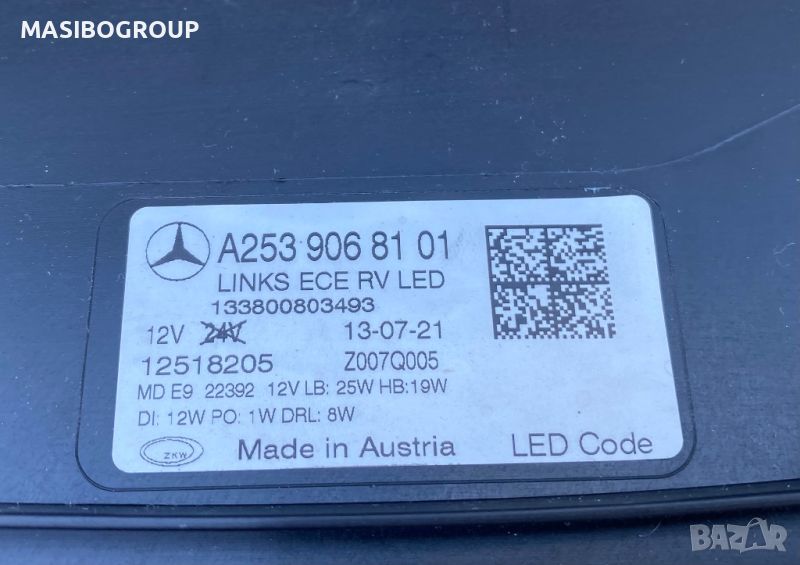 MASIBOGROUP
A253 906 81 01
LINKS ECE RV LED
133800803493
12V 24V 13-07-21
12518205 Z007Q005
MD E9 22392 12V LB: 25W HB:19W
DI: 12W PO: 1W DRL: 8W
ZKW Made in Austria LED Code
BAZAR